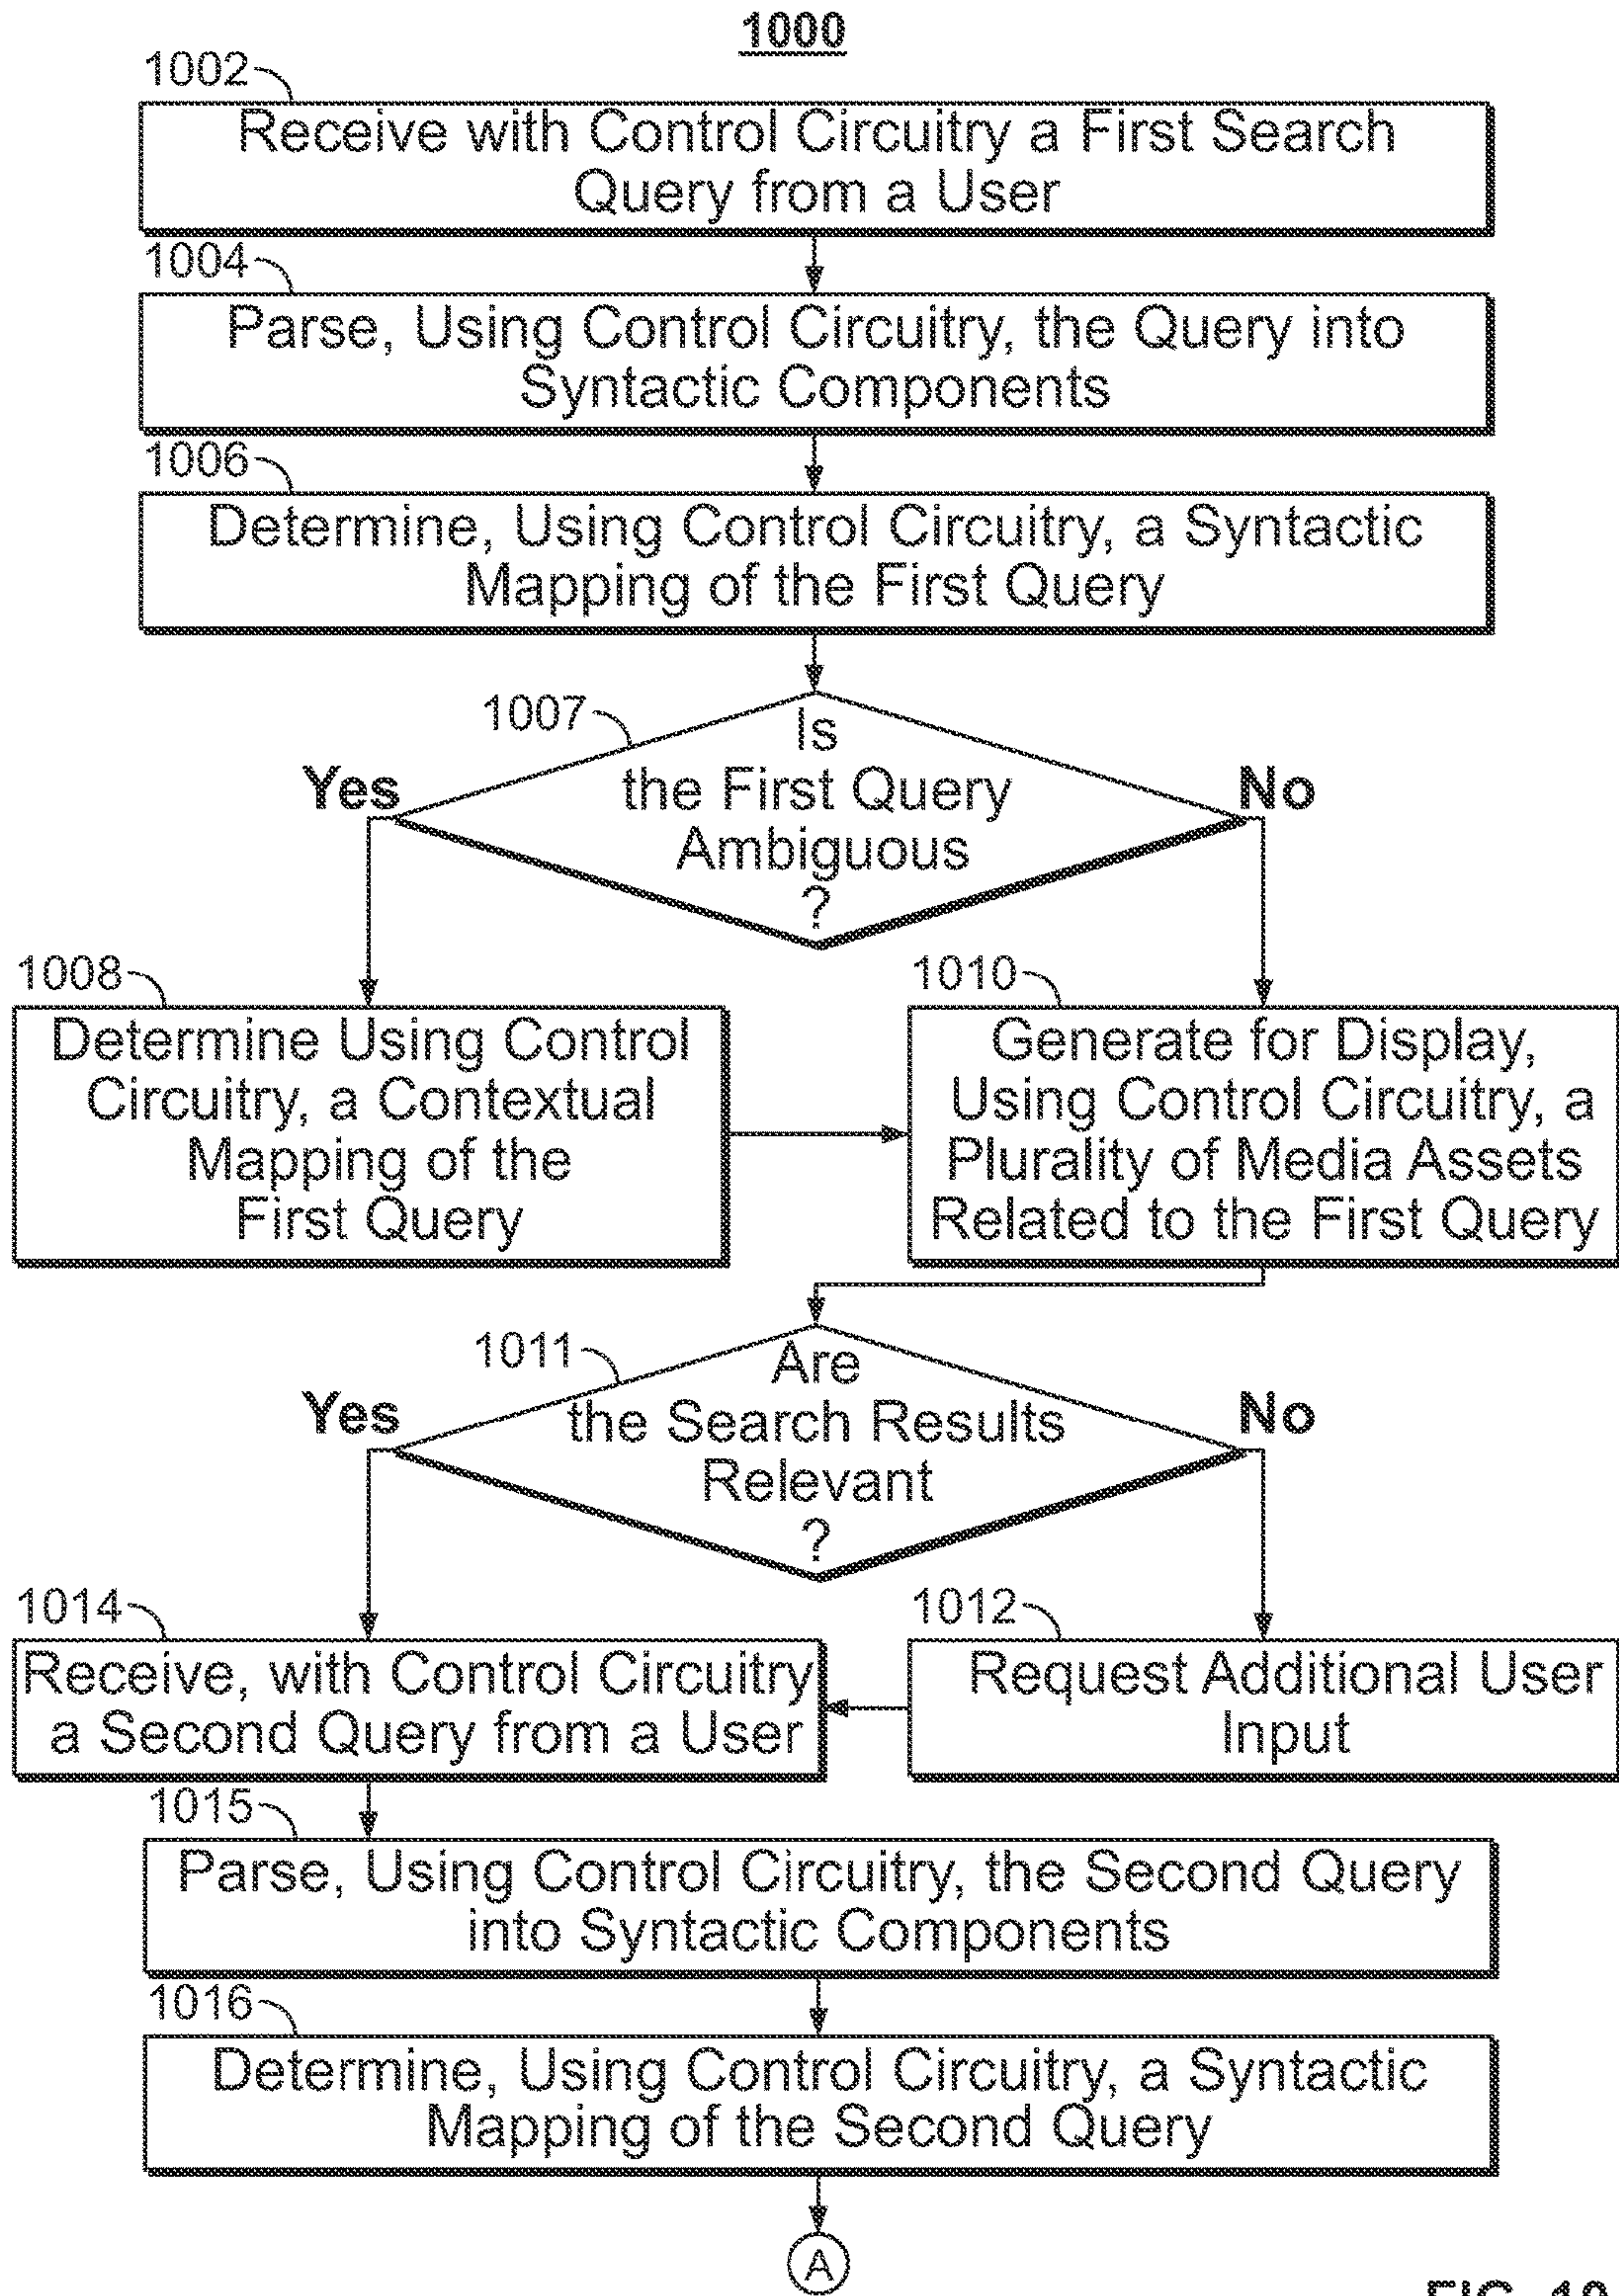 1000
1002
Receive with Control Circuitry a First Search
Query from a User
1004
Parse, Using Control Circuitry, the Query into
Syntactic Components
1006
Determine, Using Control Circuitry, a Syntactic
Mapping of the First Query
1007
Is
the First Query
Ambiguous
?
Yes
No
1008
Determine Using Control
Circuitry, a Contextual
Mapping of the
First Query
1010
Generate for Display,
Using Control Circuitry, a
Plurality of Media Assets
Related to the First Query
1011
Are
the Search Results
Relevant
?
Yes
No
1014
Receive, with Control Circuitry
a Second Query from a User
1012
Request Additional User
Input
1015
Parse, Using Control Circuitry, the Second Query
into Syntactic Components
1016
Determine, Using Control Circuitry, a Syntactic
Mapping of the Second Query
A